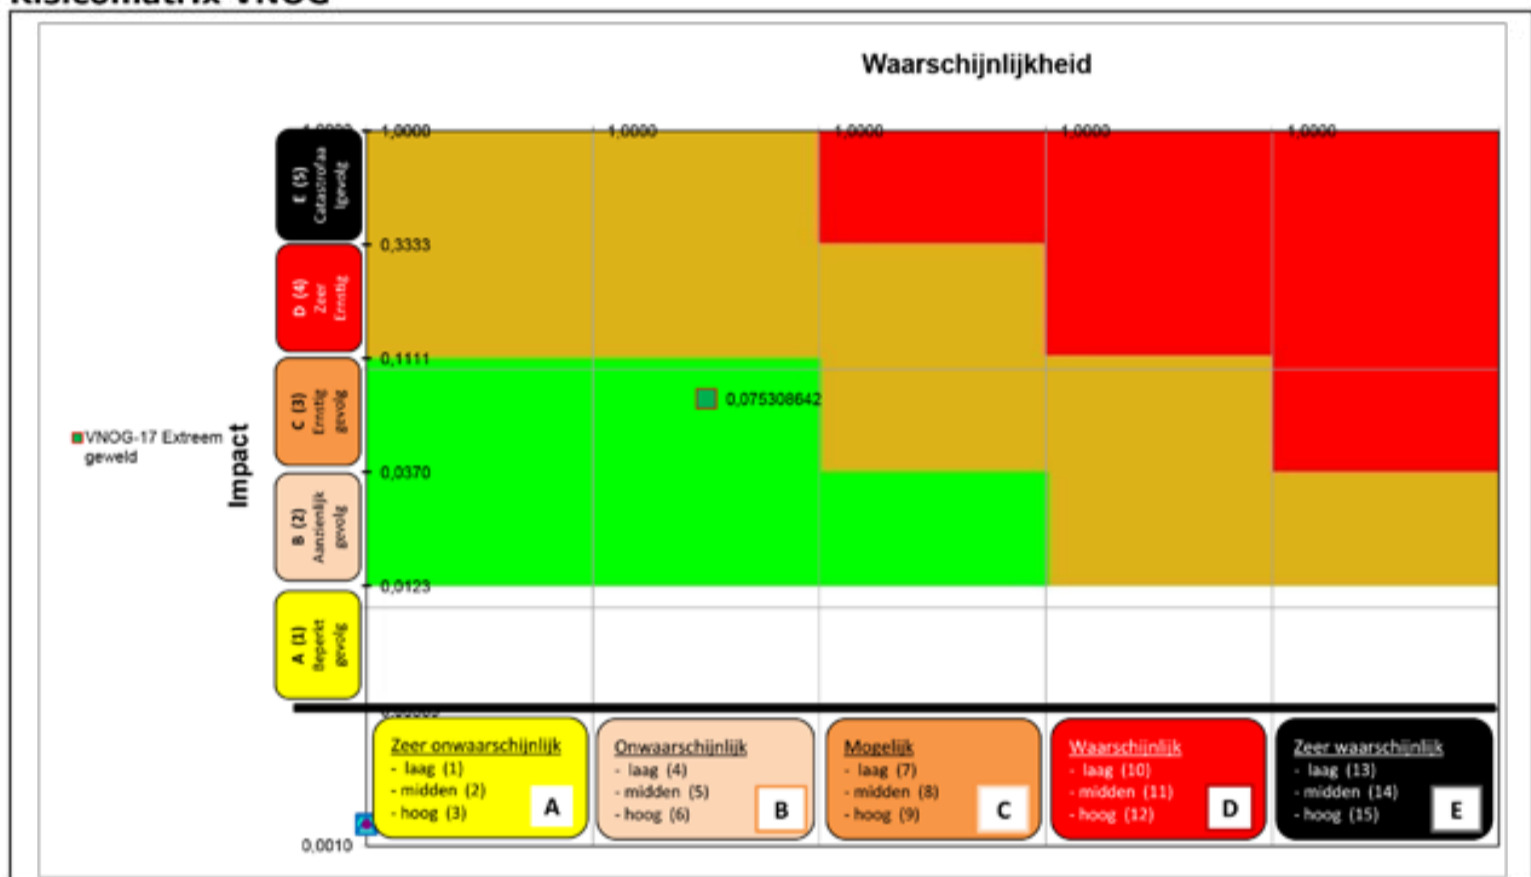 Risicomatrix VNOG
Waarschijnlijkheid
1,0000
1,0000
1,0000
1,0000
1,0000
E (5)
Catastrofaa
lgevolg
0,3333
D (4)
Zeer
Ernstig
0,1111
C (3)
Ernstig
gevolg
0,075308642
VNOG-17 Extreem
geweld
Impact
0,0370
B (2)
Aanzienlijk
gevolg
0,0123
A (1)
Beperkt
gevolg
Zeer onwaarschijnlijk
- laag (1)
- midden (2)
- hoog (3)
A
Onwaarschijnlijk
- laag (4)
- midden (5)
- hoog (6)
B
Mogelijk
- laag (7)
- midden (8)
- hoog (9)
C
Waarschijnlijk
- laag (10)
- midden (11)
- hoog (12)
D
Zeer waarschijnlijk
- laag (13)
- midden (14)
- hoog (15)
E
0,0010